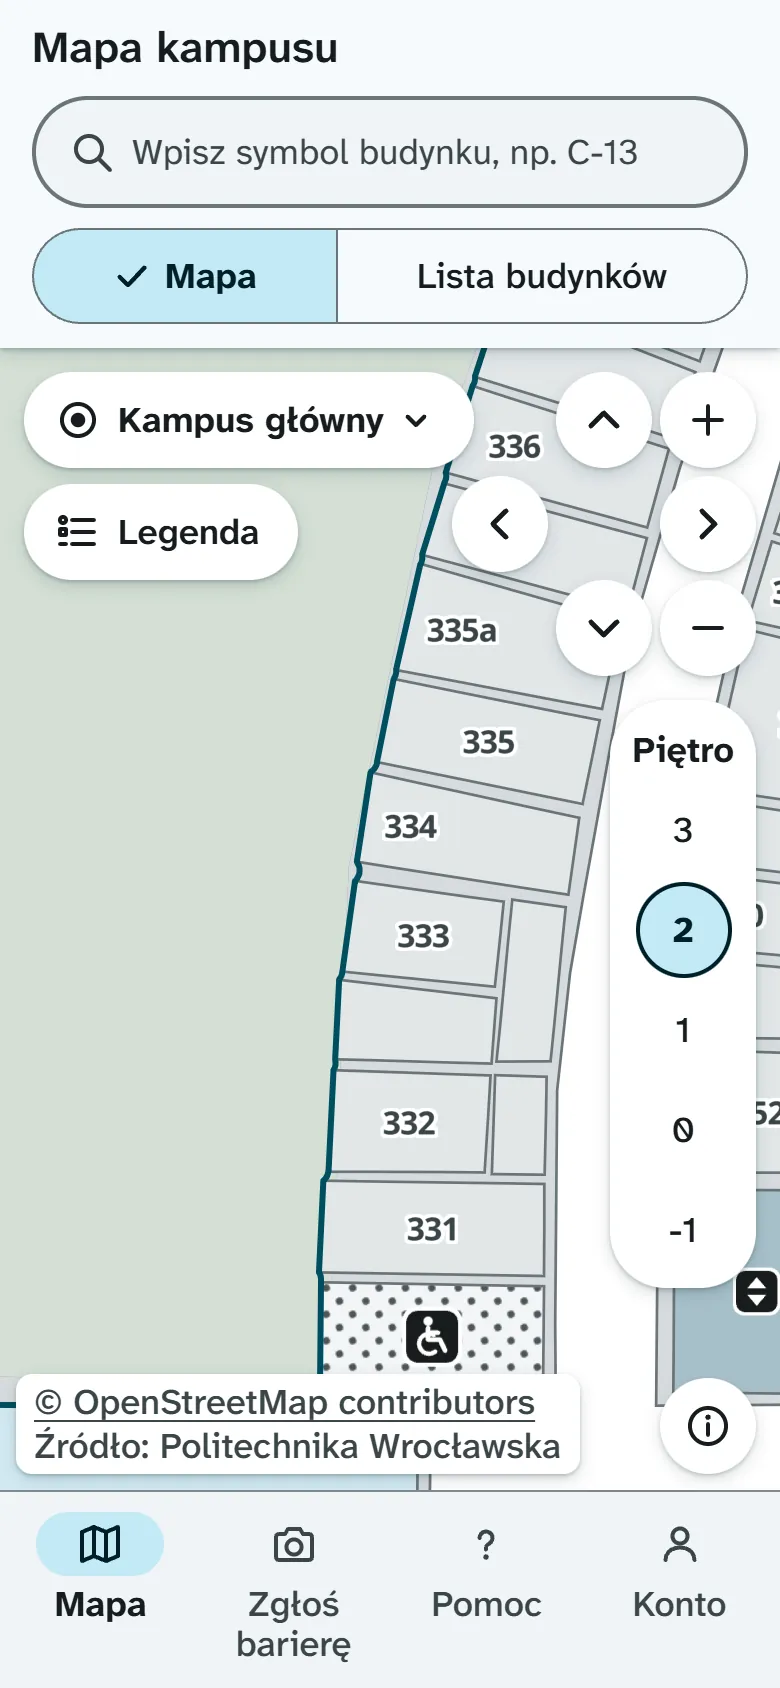 Mapa kampusu
Wpisz symbol budynku, np. C-13
Mapa
Lista budynków
Kampus główny
Legenda
336
335a
335
334
333
332
331
Piętro
3
2
1
0
-1
52
© OpenStreetMap contributors
Źródło: Politechnika Wrocławska
Mapa
Zgłoś
barierę
Pomoc
Konto